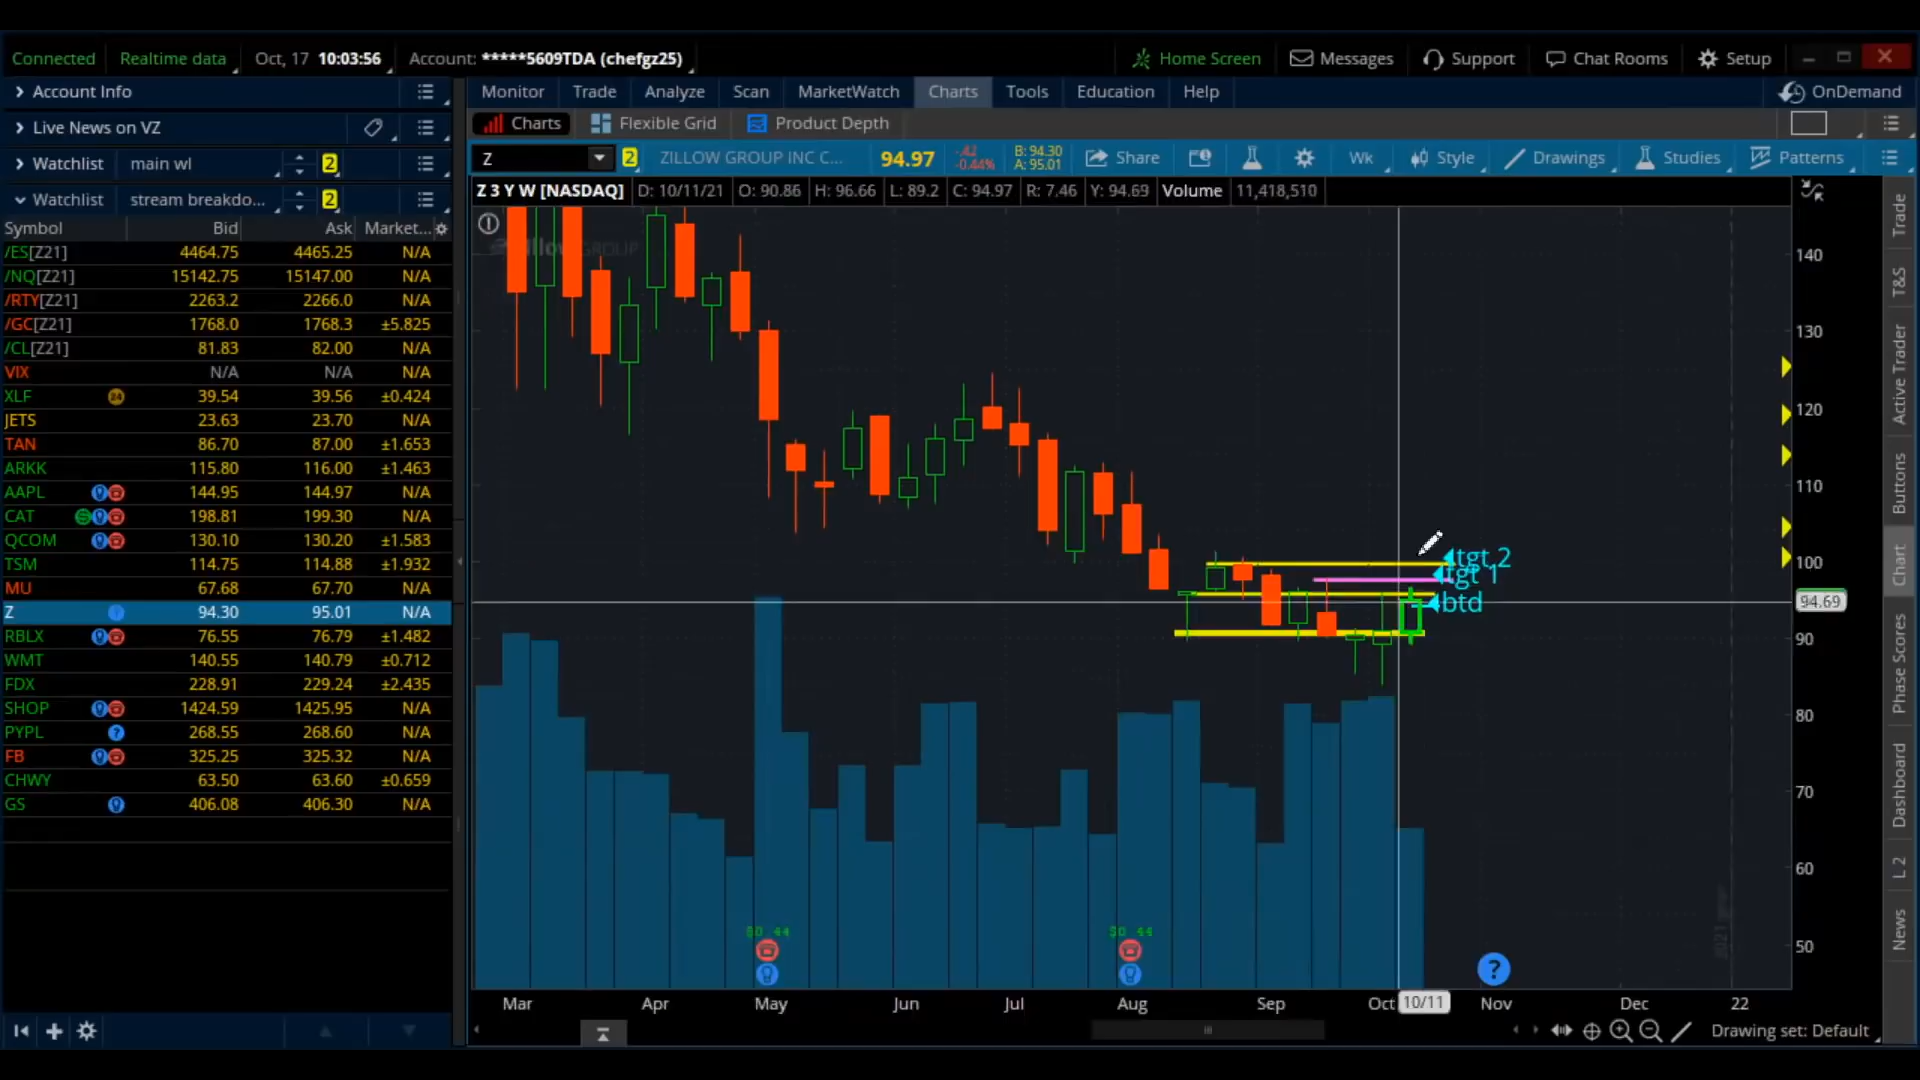 Connected Realtime data Oct, 17 10:03:56 Account: *****5609TDA (chefgz25) Home Screen Messages Support Chat Rooms Setup
Account Info
Live News on VZ
Watchlist main wl 2
Watchlist stream breakdo... 2
Symbol Bid Ask Market...
/ES[Z21] 4464.75 4465.25 N/A
/NQ[Z21] 15142.75 15147.00 N/A
/RTY[Z21] 2263.2 2266.0 N/A
/GC[Z21] 1768.0 1768.3 ±5.825
/CL[Z21] 81.83 82.00 N/A
VIX N/A N/A N/A
XLF 39.54 39.56 ±0.424
JETS 23.63 23.70 N/A
TAN 86.70 87.00 ±1.653
ARKK 115.80 116.00 ±1.463
AAPL 144.95 144.97 N/A
CAT 198.81 199.30 N/A
QCOM 130.10 130.20 ±1.583
TSM 114.75 114.88 ±1.932
MU 67.68 67.70 N/A
Z 94.30 95.01 N/A
RBLX 76.55 76.79 ±1.482
WMT 140.55 140.79 ±0.712
FDX 228.91 229.24 ±2.435
SHOP 1424.59 1425.95 N/A
PYPL ? 268.55 268.60 N/A
FB 325.25 325.32 N/A
CHWY 63.50 63.60 ±0.659
GS 406.08 406.30 N/A
Monitor Trade Analyze Scan MarketWatch Charts Tools Education Help OnDemand
Charts Flexible Grid Product Depth
Z 2 ZILLOW GROUP INC C... 94.97 -.42 -0.44% B: 94.30 A: 95.01 Share Wk Style Drawings Studies Patterns
Z 3 Y W [NASDAQ] D: 10/11/21 O: 90.86 H: 96.66 L: 89.2 C: 94.97 R: 7.46 Y: 94.69 Volume 11,418,510
140
130
120
110
100
94.69
90
80
70
60
50
tgt 2
tgt 1
btd
$0.44
$0.44
?
Mar Apr May Jun Jul Aug Sep Oct 10/11 Nov Dec 22
Drawing set: Default
Trade
T&S
Active Trader
Buttons
Chart
Phase Scores
Dashboard
L 2
News